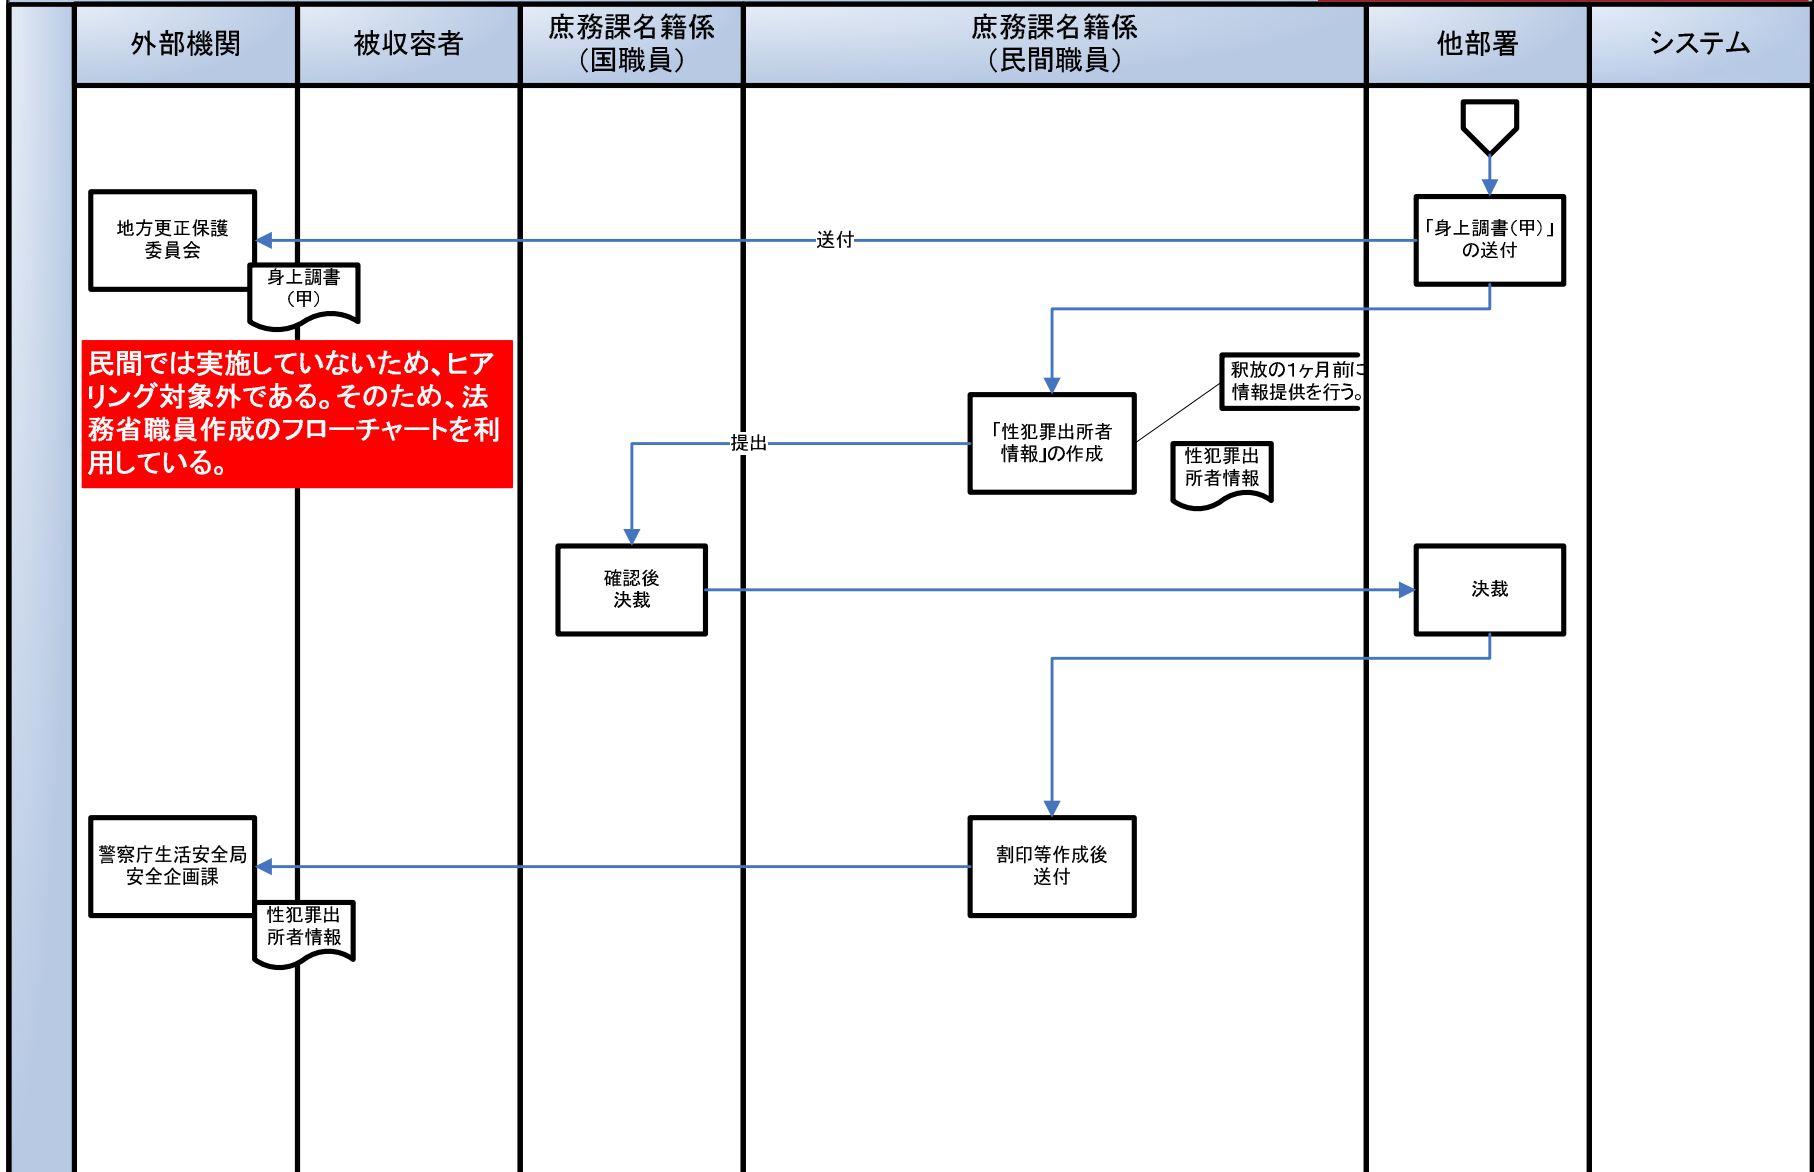 外部機関
被収容者
庶務課名籍係
（国職員）
庶務課名籍係
（民間職員）
他部署
システム
地方更正保護
委員会
送付
「身上調書（甲）」
の送付
身上調書
（甲）
民間では実施していないため、ヒア
リング対象外である。そのため、法
務省職員作成のフローチャートを利
用している。
釈放の1ヶ月前に
情報提供を行う。
「性犯罪出所者
情報」の作成
提出
性犯罪出
所者情報
確認後
決裁
決裁
警察庁生活安全局
安全企画課
割印等作成後
送付
性犯罪出
所者情報